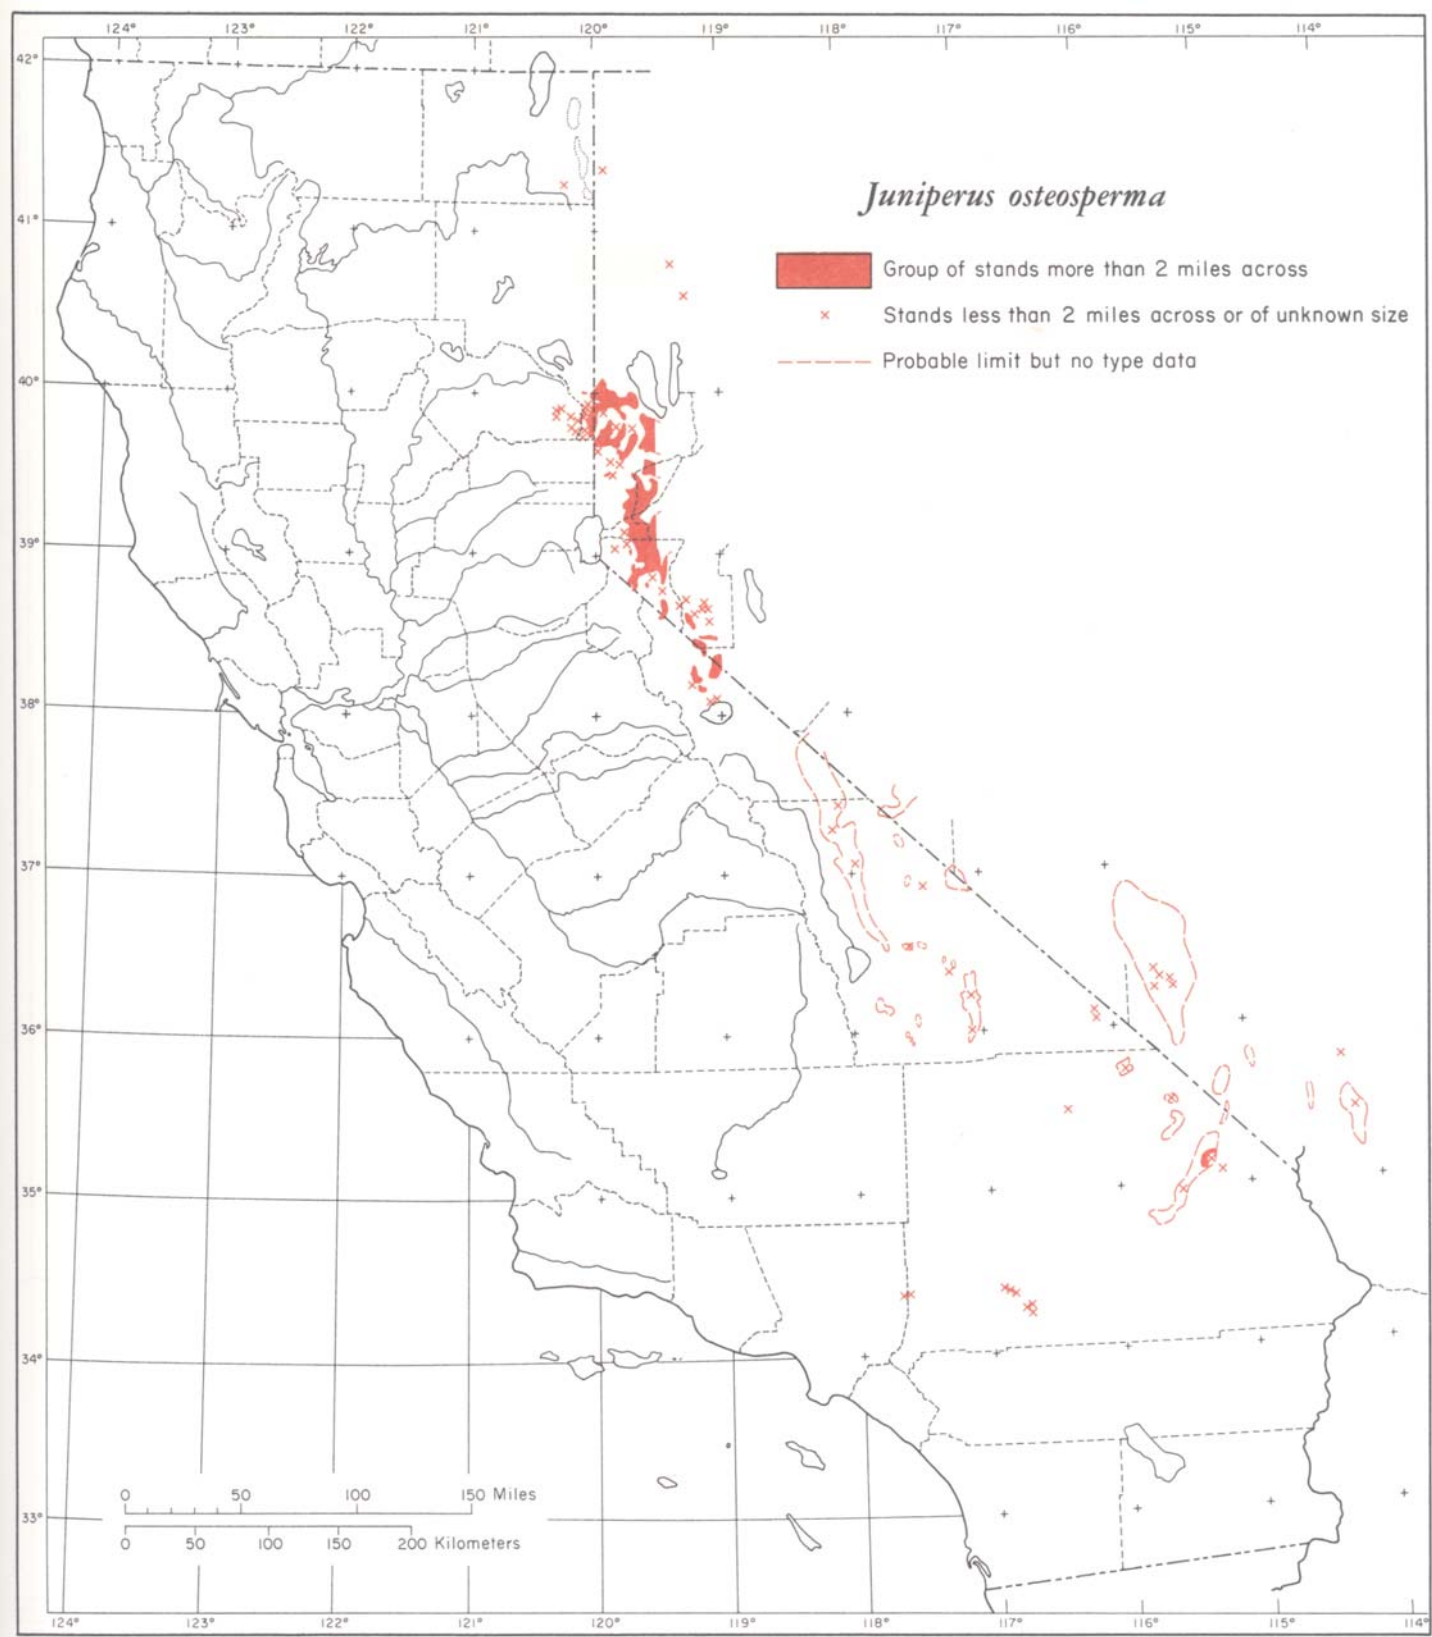 124° 123° 122° 121° 120° 119° 118° 117° 116° 115° 114°
42°
Juniperus osteosperma
41°
Group of stands more than 2 miles across
Stands less than 2 miles across or of unknown size
Probable limit but no type data
40°
39°
38°
37°
36°
35°
34°
0 50 100 150 Miles
33°
0 50 100 150 200 Kilometers
124° 123° 122° 121° 120° 119° 118° 117° 116° 115° 114°